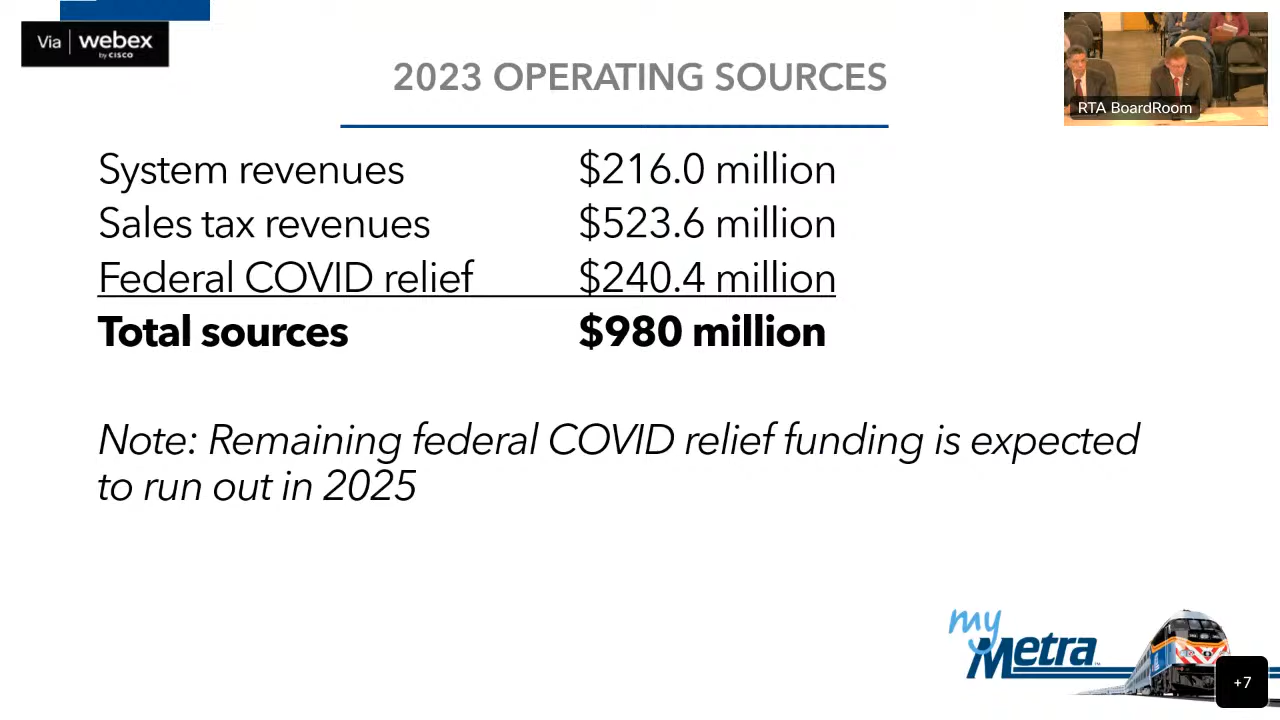 Via webex
by CISCO
2023 OPERATING SOURCES
RTA BoardRoom
System revenues $216.0 million
Sales tax revenues $523.6 million
Federal COVID relief $240.4 million
Total sources $980 million
Note: Remaining federal COVID relief funding is expected
to run out in 2025
my
Metra
+7